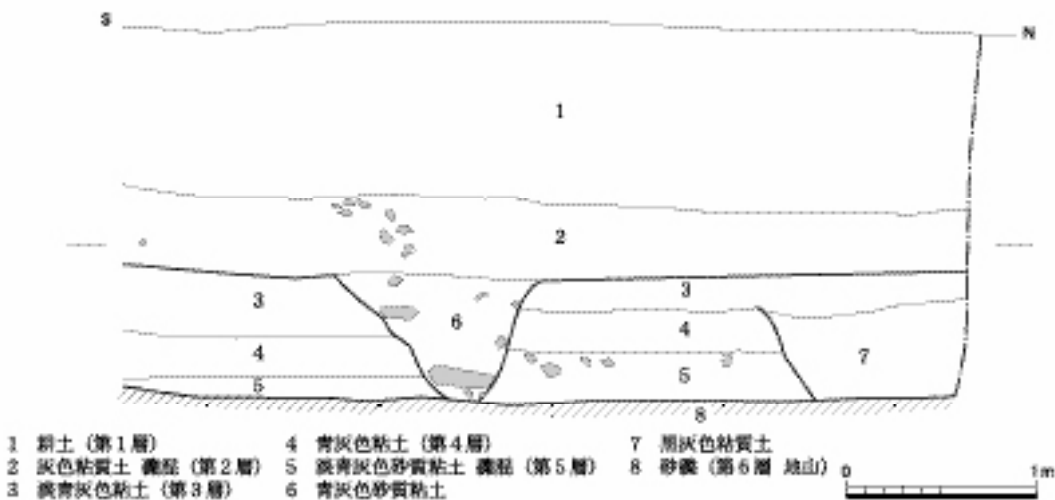 S
N
1
2
3
3
6
4
4
7
5
5
8
1 耕土（第1層）
2 灰色粘質土 礫混（第2層）
3 淡青灰色粘土（第3層）
4 青灰色粘土（第4層）
5 淡青灰色砂質粘土 礫混（第5層）
6 青灰色砂質粘土
7 黒灰色粘質土
8 砂礫（第6層 地山）
0 1m